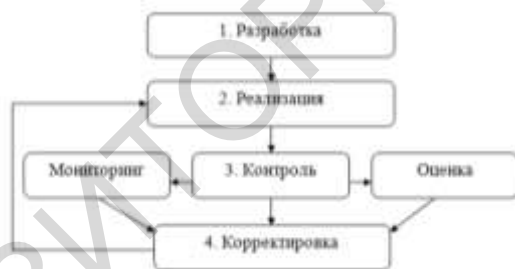 1. Разработка
2. Реализация
Мониторинг
3. Контроль
Оценка
4. Корректировка